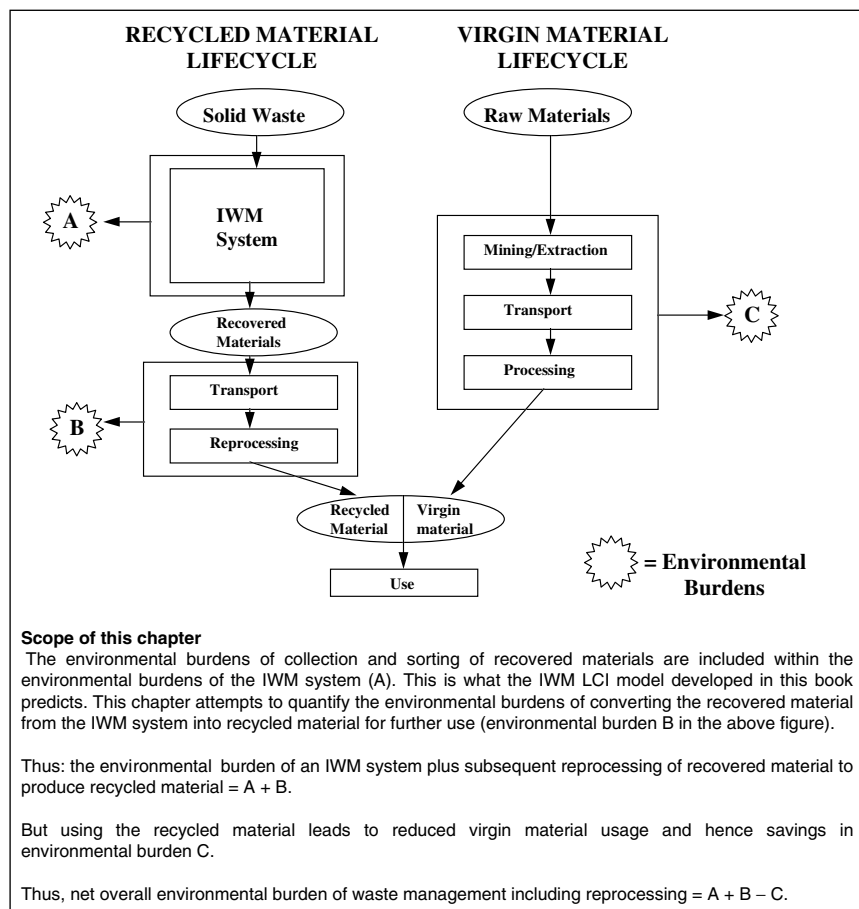 RECYCLED MATERIAL
LIFECYCLE
VIRGIN MATERIAL
LIFECYCLE
Solid Waste
Raw Materials
A
IWM
System
Mining/Extraction
Transport
Processing
C
Recovered
Materials
B
Transport
Reprocessing
Recycled
Material
Virgin
material
Use
= Environmental
Burdens
Scope of this chapter
The environmental burdens of collection and sorting of recovered materials are included within the
environmental burdens of the IWM system (A). This is what the IWM LCI model developed in this book
predicts. This chapter attempts to quantify the environmental burdens of converting the recovered material
from the IWM system into recycled material for further use (environmental burden B in the above figure).
Thus: the environmental burden of an IWM system plus subsequent reprocessing of recovered material to
produce recycled material = A + B.
But using the recycled material leads to reduced virgin material usage and hence savings in
environmental burden C.
Thus, net overall environmental burden of waste management including reprocessing = A + B – C.